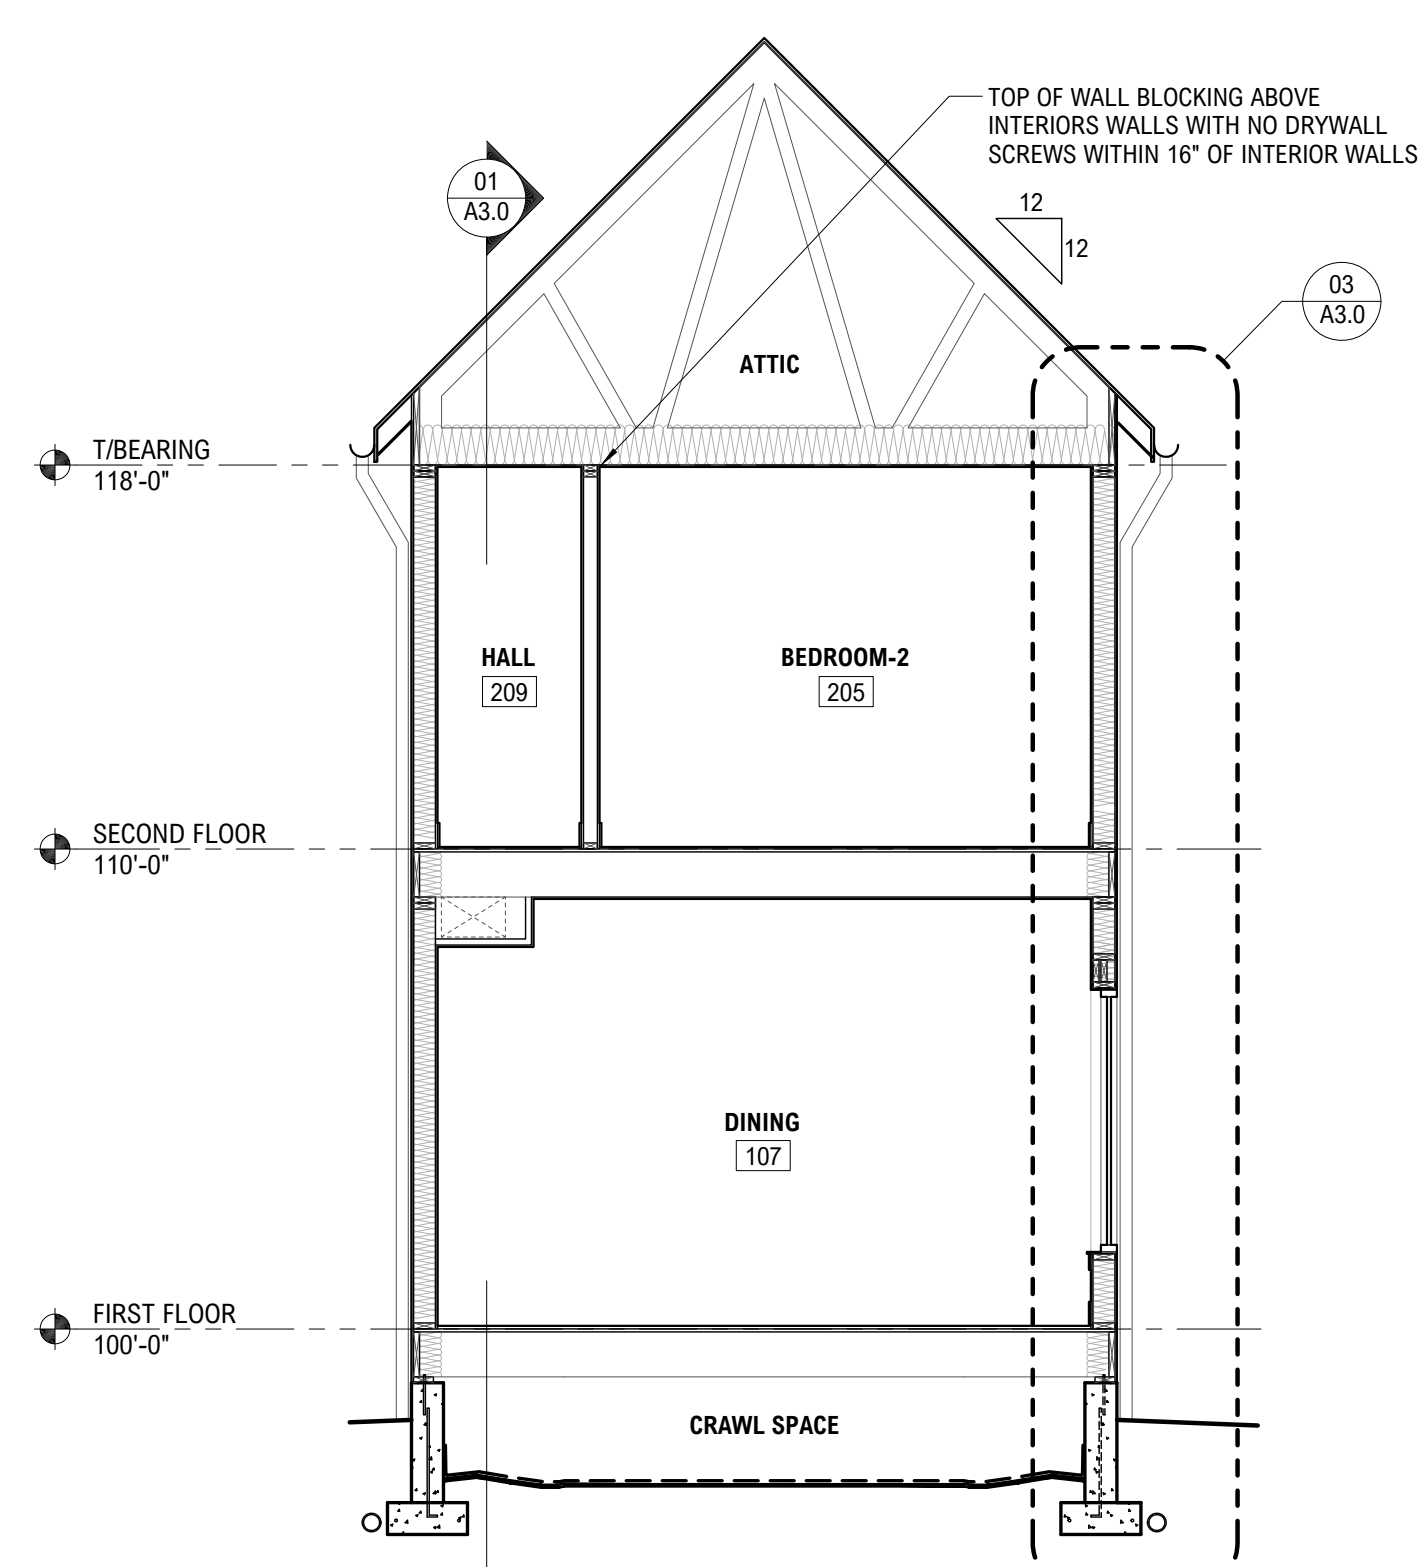 TOP OF WALL BLOCKING ABOVE
INTERIORS WALLS WITH NO DRYWALL
SCREWS WITHIN 16" OF INTERIOR WALLS
01
A3.0
12
12
03
A3.0
ATTIC
T/BEARING
118'-0"
HALL
209
BEDROOM-2
205
SECOND FLOOR
110'-0"
DINING
107
FIRST FLOOR
100'-0"
CRAWL SPACE